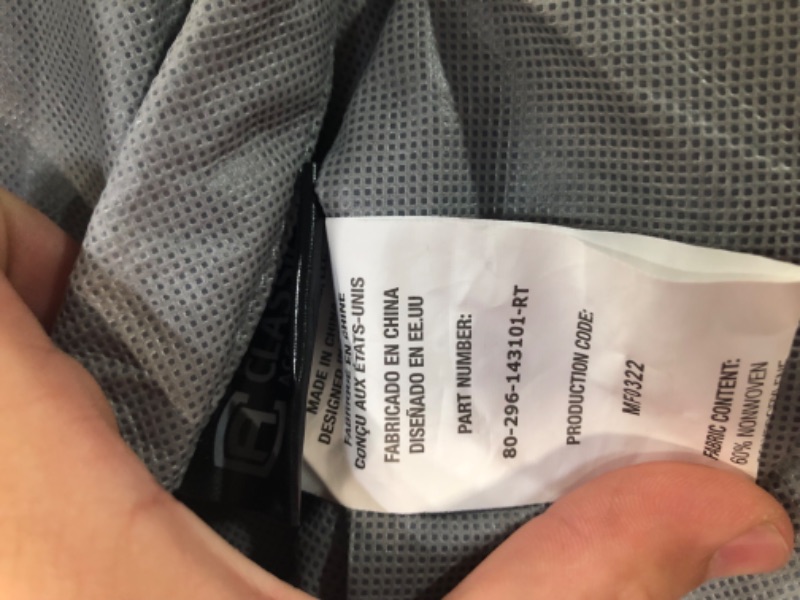 CLASSI
MADE IN CHINA
DESIGNED IN
FABRIQUÉ EN CHINE
CONÇU AUX ÉTATS-UNIS
FABRICADO EN CHINA
DISEÑADO EN EE.UU
PART NUMBER:
80-296-143101-RT
PRODUCTION CODE:
MF0322
FABRIC CONTENT:
60% NONWOVEN